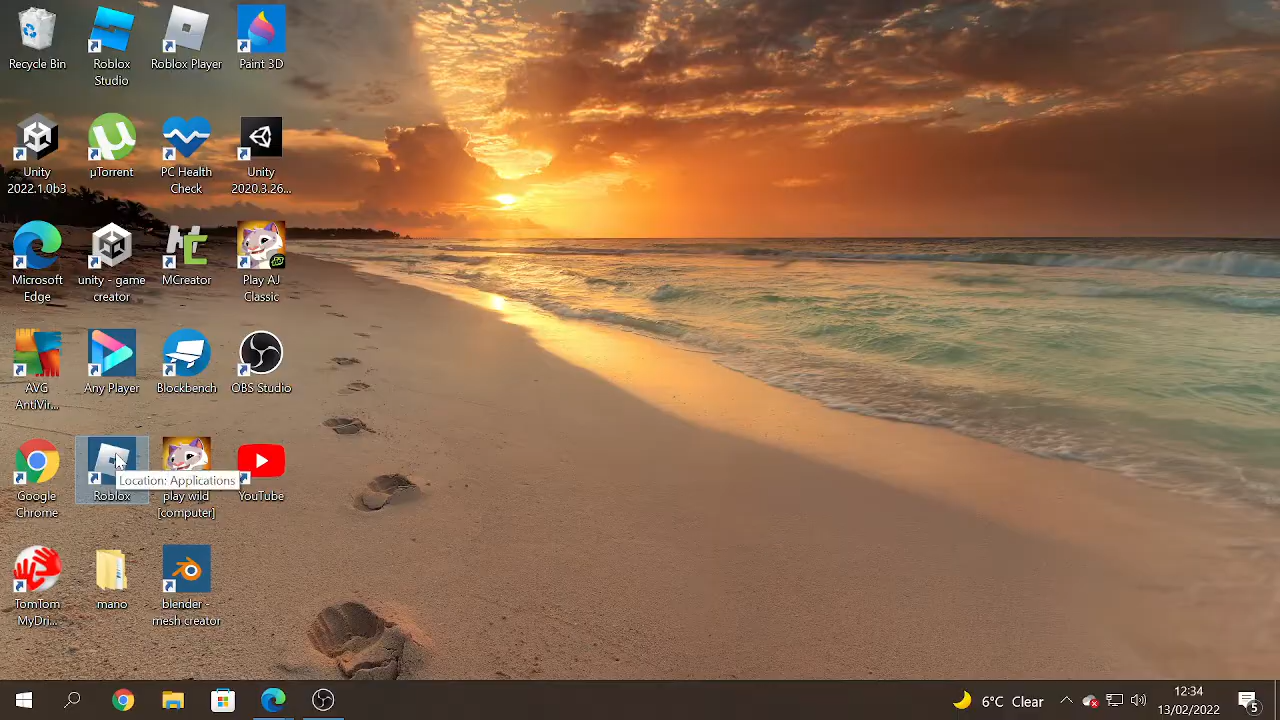 Recycle Bin
Roblox
Studio
Roblox Player
Paint 3D
Unity
2022.1.0b3
µTorrent
PC Health
Check
Unity
2020.3.26...
Microsoft
Edge
unity - game
creator
MCreator
Play AJ
Classic
AVG
AntiVir...
Any Player
Blockbench
OBS Studio
Google
Chrome
Roblox
Location: Applications
play wild
[computer]
YouTube
TomTom
MyDri...
mano
blender -
mesh creator
6°C Clear
12:34
13/02/2022
5